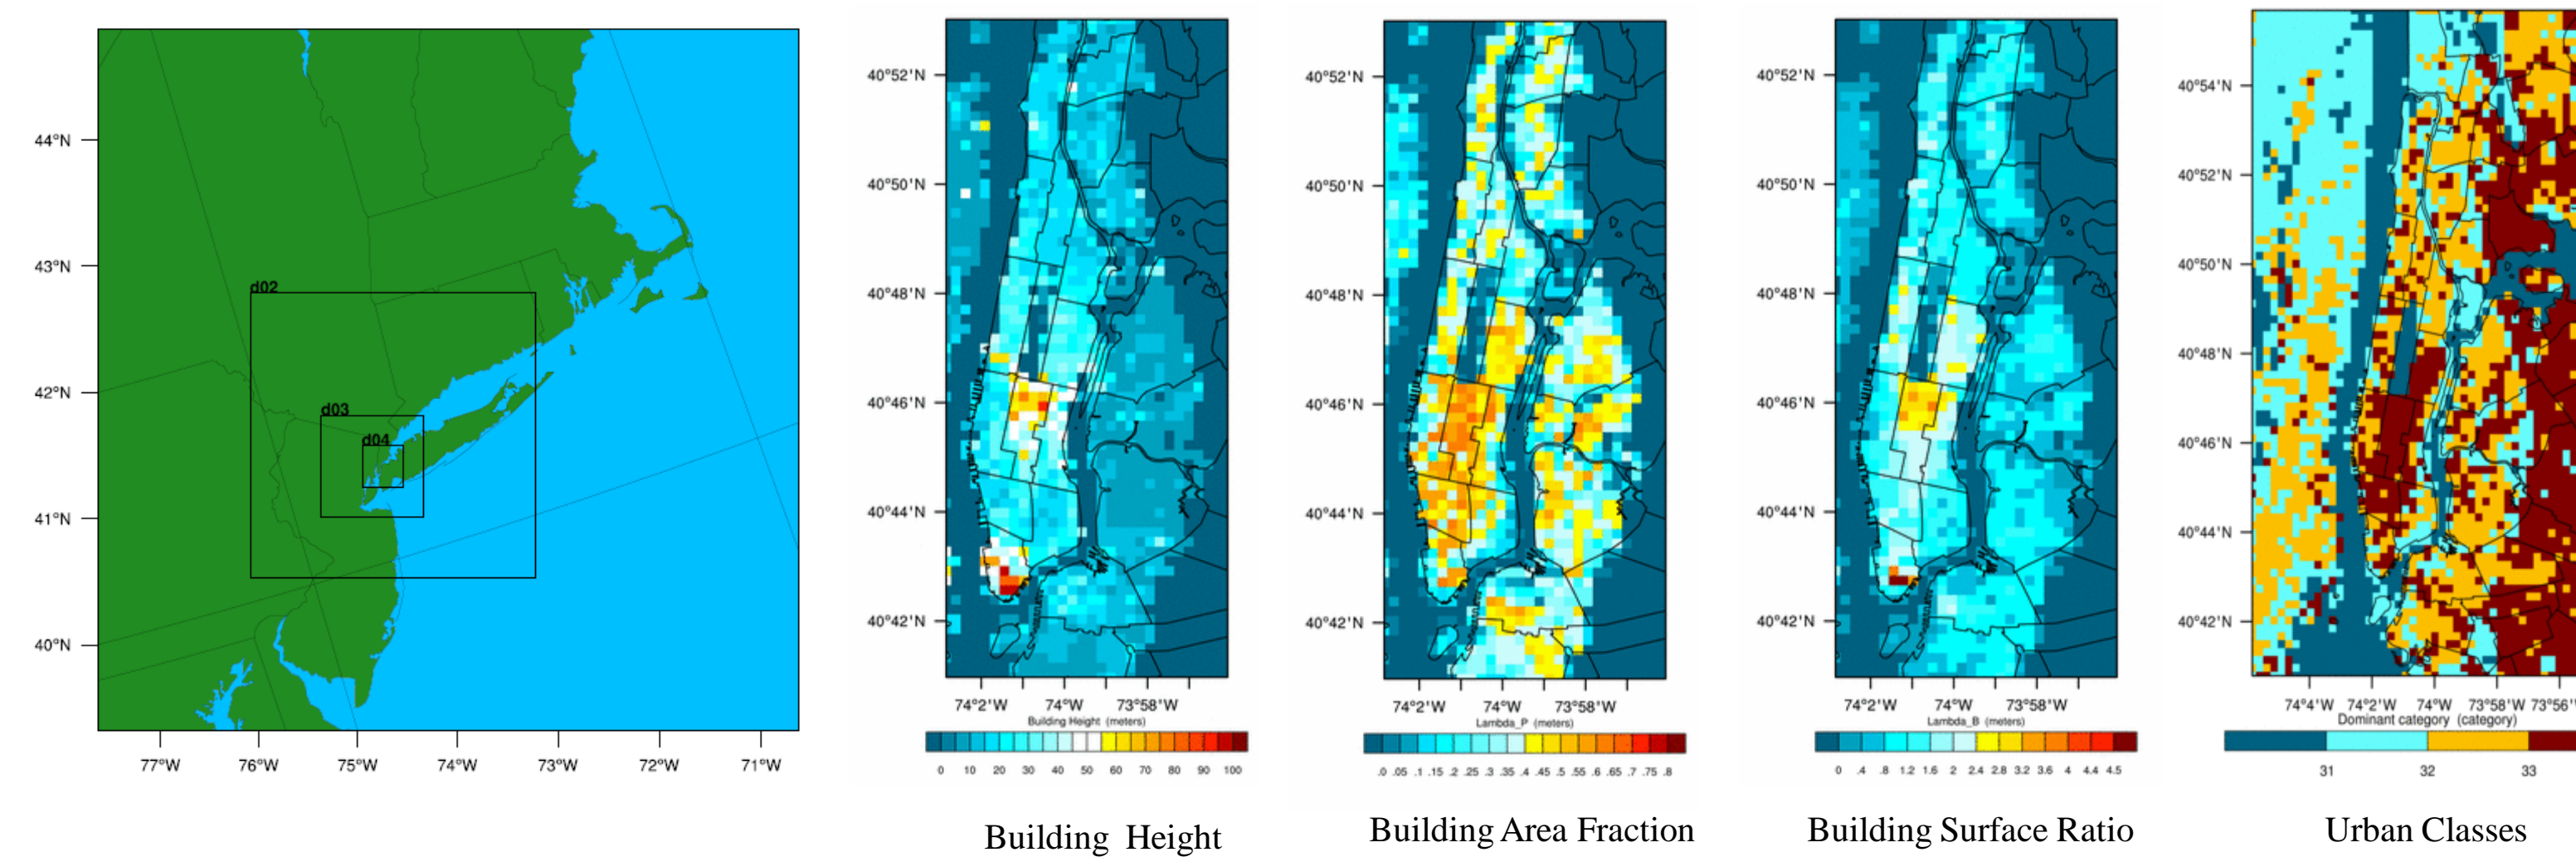 44°N
43°N
42°N
41°N
40°N
d02
d03
d04
77°W 76°W 75°W 74°W 73°W 72°W 71°W
40°52'N
40°50'N
40°48'N
40°46'N
40°44'N
40°42'N
74°2'W 74°W 73°58'W
Building Height (meters)
0 10 20 30 40 50 60 70 80 90 100
Building Height
40°52'N
40°50'N
40°48'N
40°46'N
40°44'N
40°42'N
74°2'W 74°W 73°58'W
Lambda_P (meters)
.0 .05 .1 .15 .2 .25 .3 .35 .4 .45 .5 .55 .6 .65 .7 .75 .8
Building Area Fraction
40°52'N
40°50'N
40°48'N
40°46'N
40°44'N
40°42'N
74°2'W 74°W 73°58'W
Lambda_B (meters)
0 .4 .8 1.2 1.6 2 2.4 2.8 3.2 3.6 4 4.4 4.5
Building Surface Ratio
40°54'N
40°52'N
40°50'N
40°48'N
40°46'N
40°44'N
40°42'N
74°4'W 74°2'W 74°W 73°58'W 73°56'
Dominant category (category)
31 32 33
Urban Classes